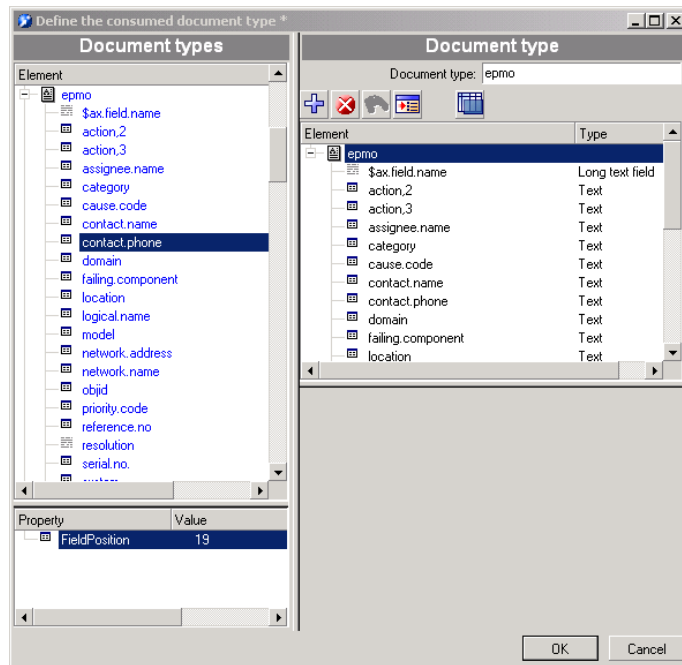 Define the consumed document type *
Document types
Element
epmo
$ax.field.name
action,2
action,3
assignee.name
category
cause.code
contact.name
contact.phone
domain
failing.component
location
logical.name
model
network.address
network.name
objid
priority.code
reference.no
resolution
serial.no.
Property Value
FieldPosition 19
Document type
Document type: epmo
Element Type
epmo
$ax.field.name Long text field
action,2 Text
action,3 Text
assignee.name Text
category Text
cause.code Text
contact.name Text
contact.phone Text
domain Text
failing.component Text
location Text
OK Cancel